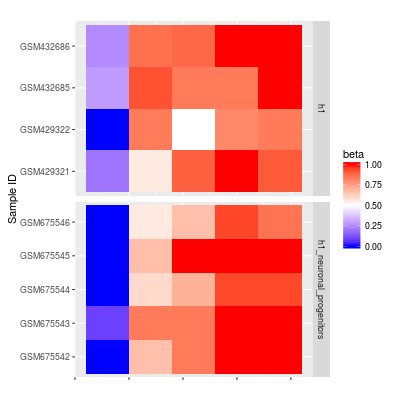 Sample ID
GSM432686
GSM432685
GSM429322
GSM429321
h1
GSM675546
GSM675545
GSM675544
GSM675543
GSM675542
h1_neuronal_progenitors
beta
1.00
0.75
0.50
0.25
0.00